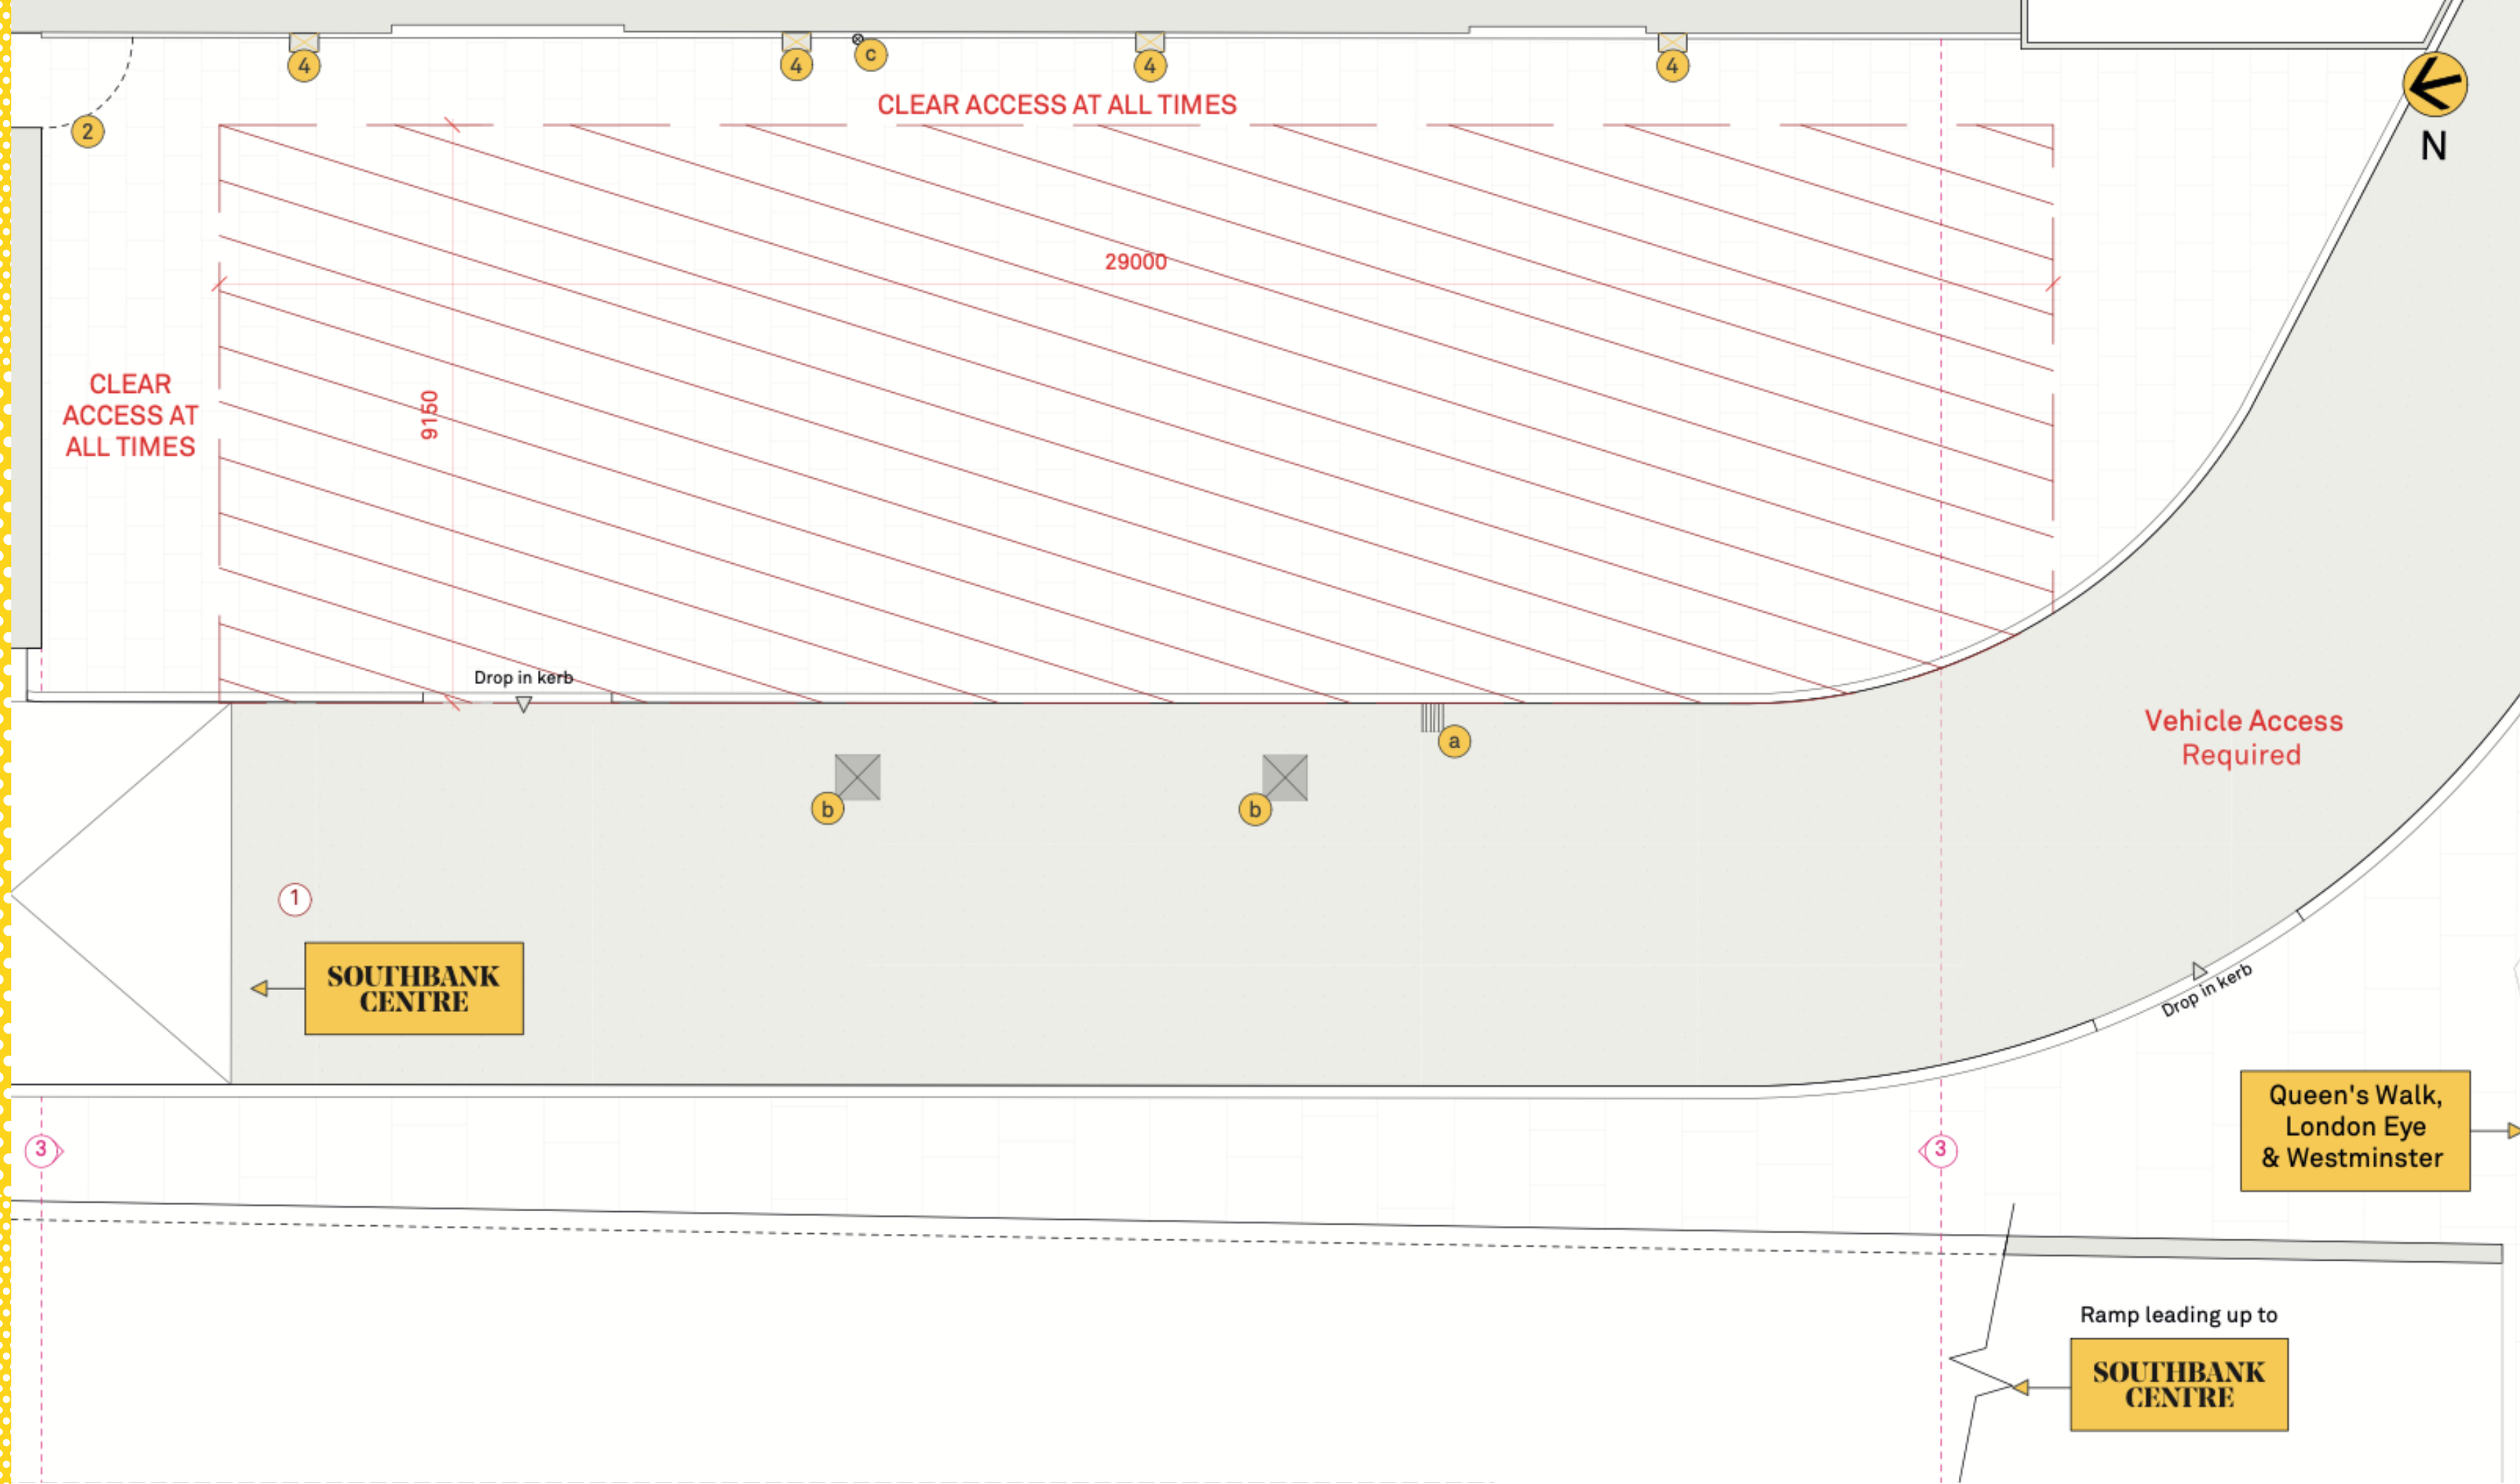 4
4
c
4
4
2
CLEAR ACCESS AT ALL TIMES
N
29000
CLEAR
ACCESS AT
ALL TIMES
9150
Drop in kerb
a
Vehicle Access
Required
b
b
1
SOUTHBANK
CENTRE
Drop in kerb
3
3
Queen's Walk,
London Eye
& Westminster
Ramp leading up to
SOUTHBANK
CENTRE